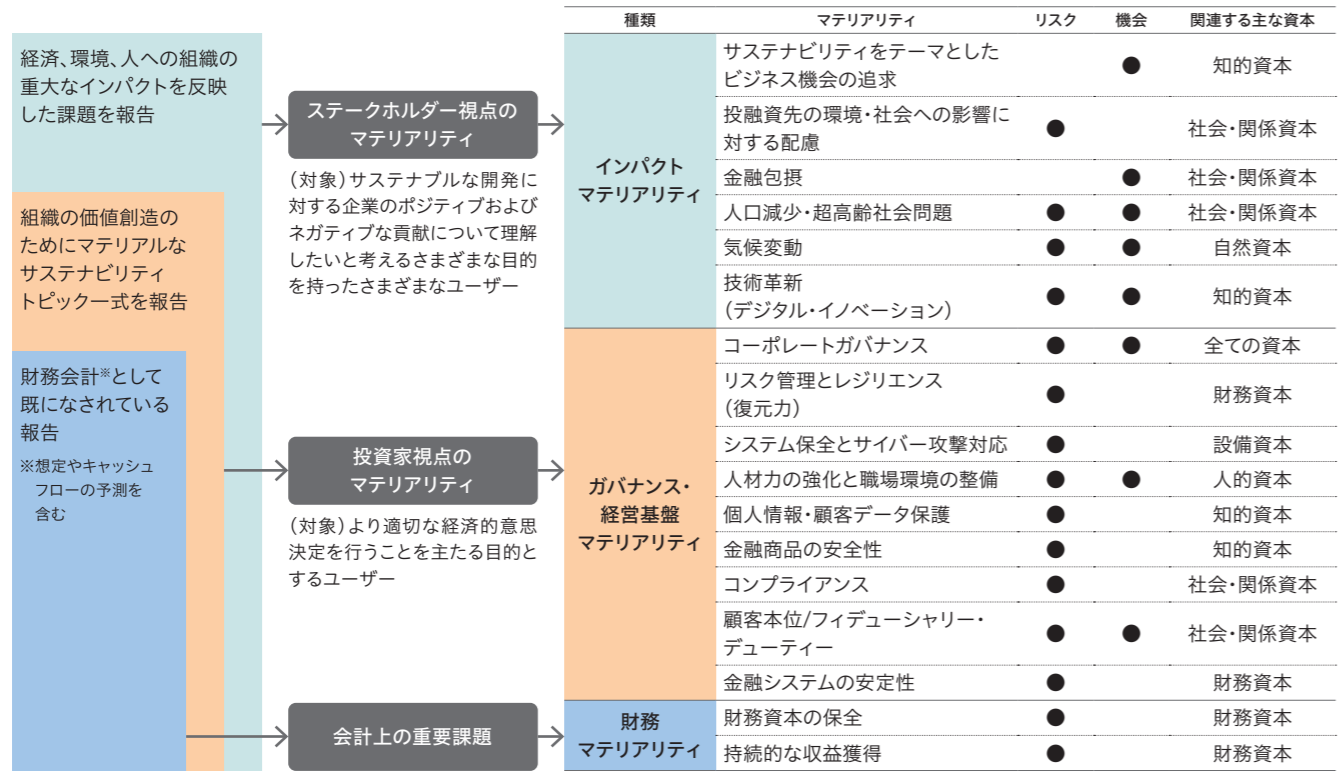 経済、環境、人への組織の
重大なインパクトを反映
した課題を報告
組織の価値創造の
ためにマテリアルな
サステナビリティ
トピック一式を報告
財務会計※として
既になされている
報告
※想定やキャッシュ
フローの予測を
含む
ステークホルダー視点の
マテリアリティ
（対象）サステナブルな開発に
対する企業のポジティブおよび
ネガティブな貢献について理解
したいと考えるさまざまな目的
を持ったさまざまなユーザー
投資家視点の
マテリアリティ
（対象）より適切な経済的意思
決定を行うことを主たる目的と
するユーザー
会計上の重要課題
種類 マテリアリティ リスク 機会 関連する主な資本
インパクト
マテリアリティ
サステナビリティをテーマとした
ビジネス機会の追求
● 知的資本
投融資先の環境・社会への影響に
対する配慮
● 社会・関係資本
金融包摂 ● 社会・関係資本
人口減少・超高齢社会問題 ● ● 社会・関係資本
気候変動 ● ● 自然資本
技術革新
（デジタル・イノベーション）
● ● 知的資本
ガバナンス・
経営基盤
マテリアリティ
コーポレートガバナンス ● ● 全ての資本
リスク管理とレジリエンス
（復元力）
● 財務資本
システム保全とサイバー攻撃対応 ● 設備資本
人材力の強化と職場環境の整備 ● ● 人的資本
個人情報・顧客データ保護 ● 知的資本
金融商品の安全性 ● 知的資本
コンプライアンス ● 社会・関係資本
顧客本位/フィデューシャリー・
デューティー
● ● 社会・関係資本
金融システムの安定性 ● 財務資本
財務
マテリアリティ
財務資本の保全 ● 財務資本
持続的な収益獲得 ● 財務資本